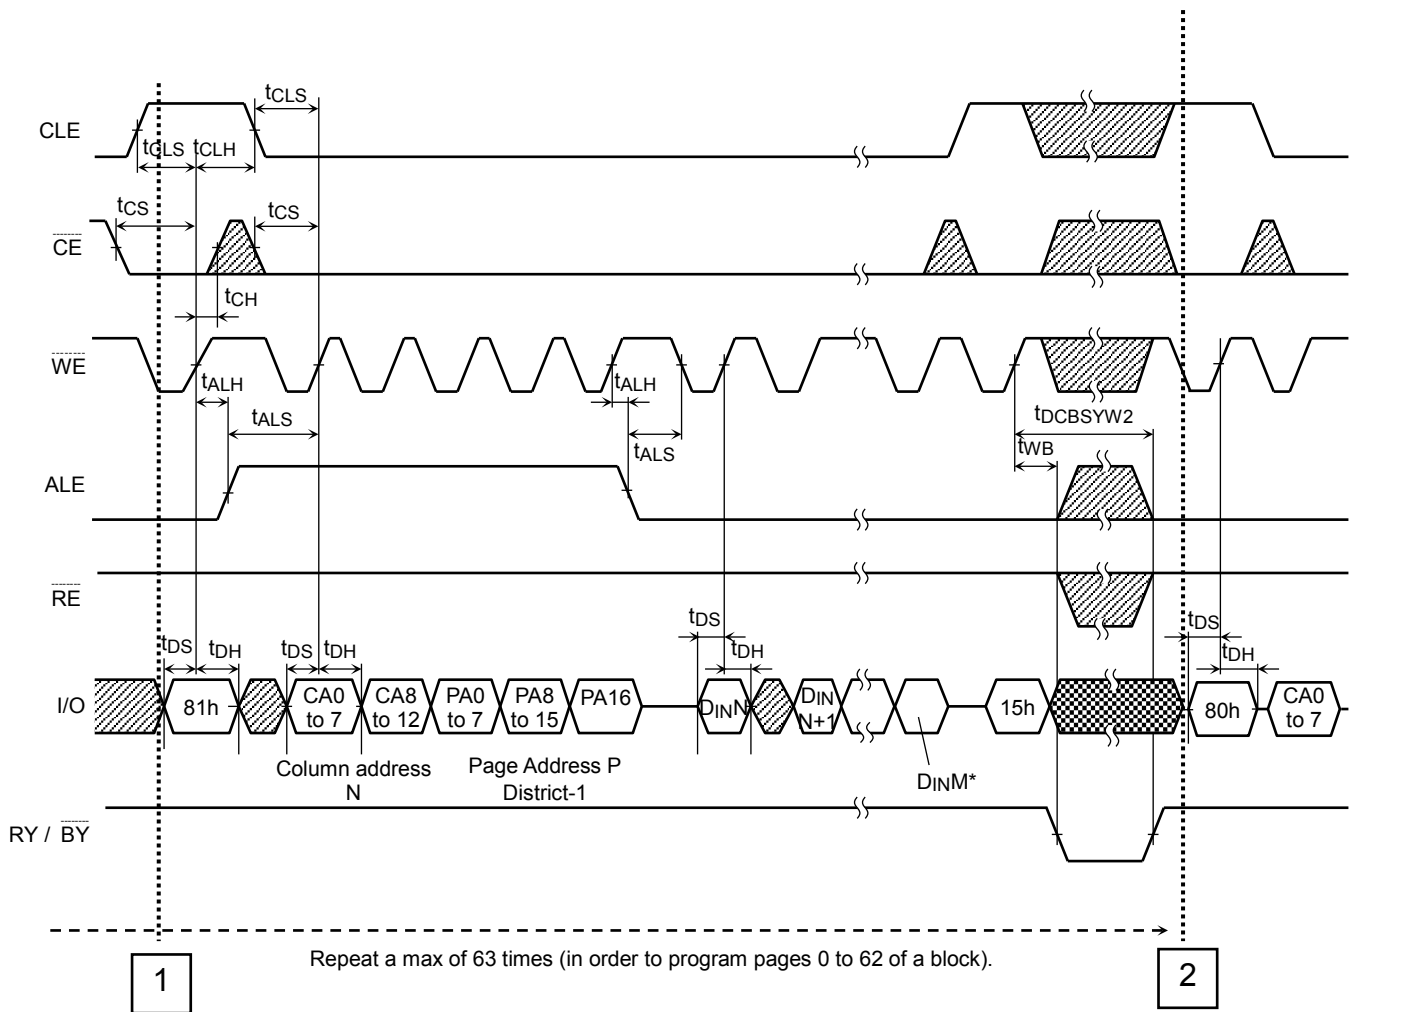 tCLS
CLE
tCLS tCLH
tCS tCS
CE
tCH
WE
tALH tALH
tDCBSYW2
tALS
tWB
tALS
ALE
RE
tDS tDS
tDS tDH tDS tDH tDH tDH
I/O 81h CA0 to 7 CA8 to 12 PA0 to 7 PA8 to 15 PA16 DINN DIN N+1 15h 80h CA0 to 7
Column address N
Page Address P District-1
DINM*
RY / BY
Repeat a max of 63 times (in order to program pages 0 to 62 of a block).
1 2